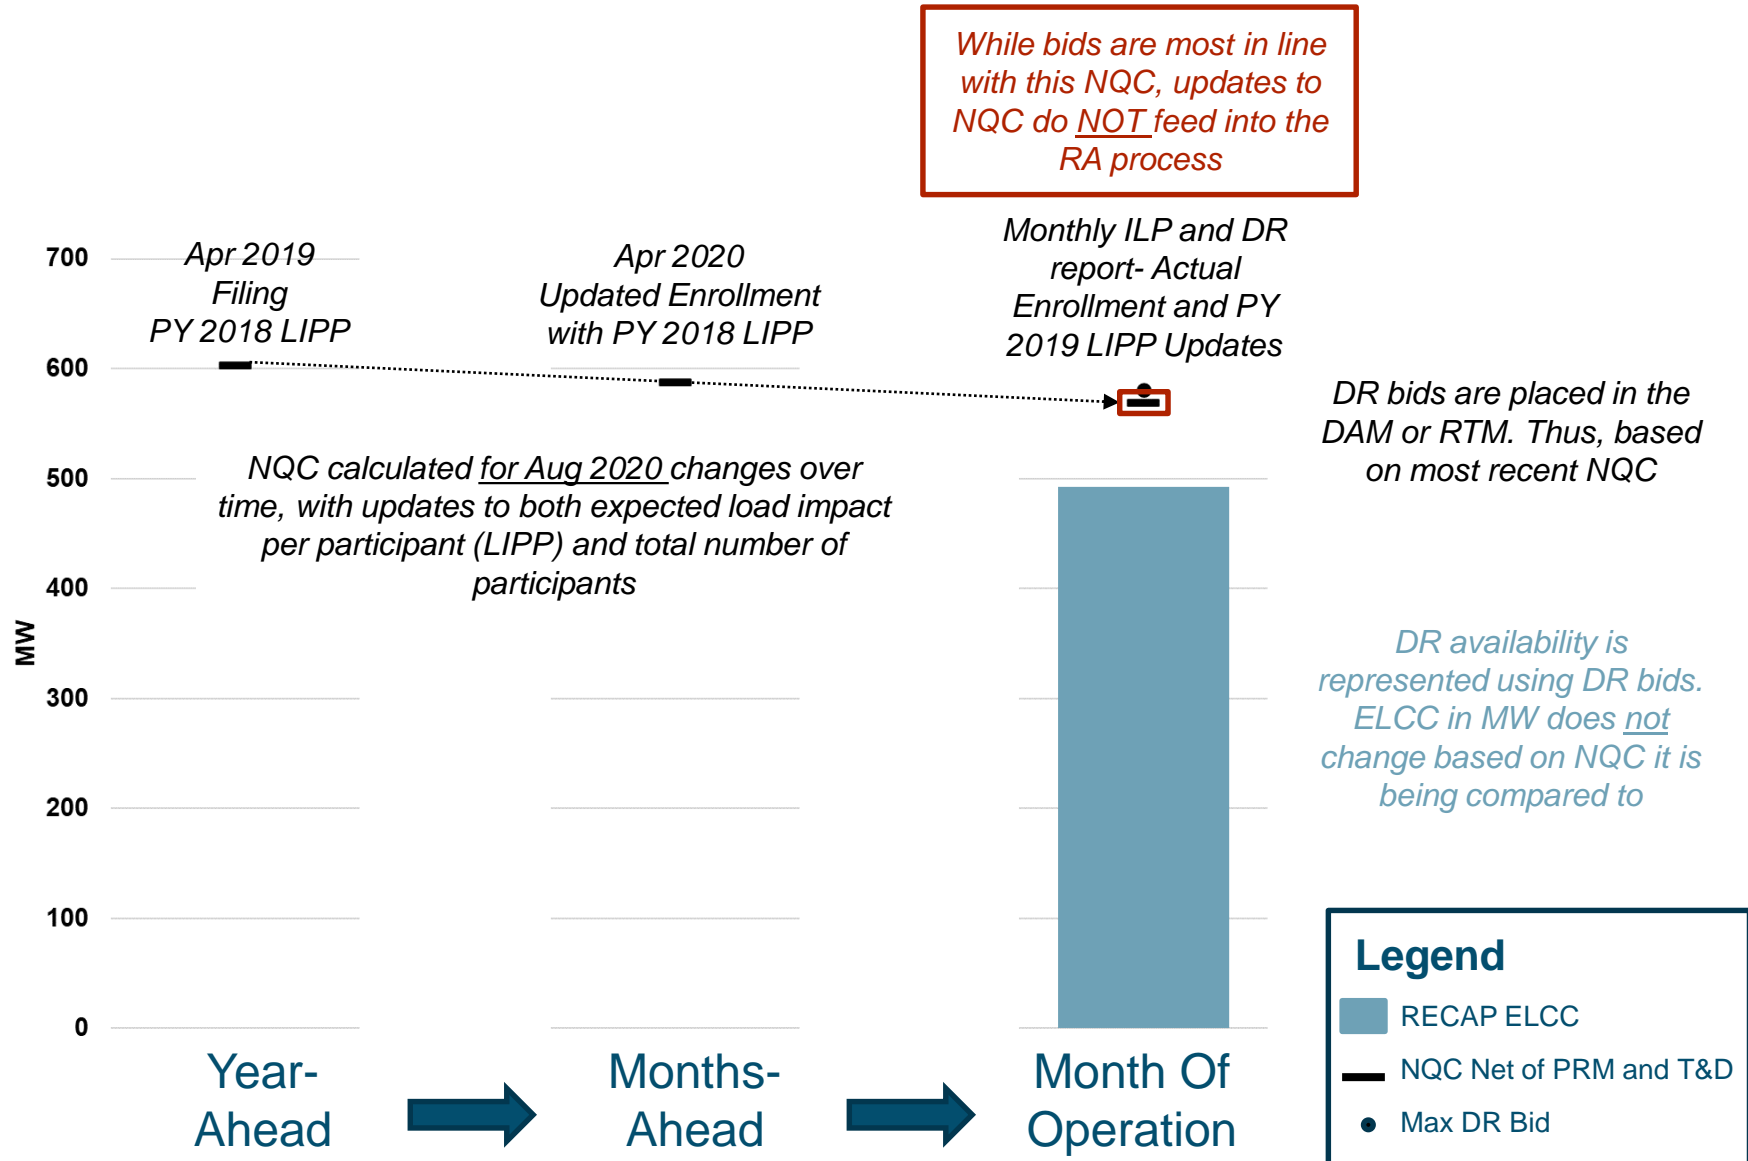 While bids are most in line
with this NQC, updates to
NQC do NOT feed into the
RA process
Apr 2019
Filing
PY 2018 LIPP
Apr 2020
Updated Enrollment
with PY 2018 LIPP
Monthly ILP and DR
report- Actual
Enrollment and PY
2019 LIPP Updates
700
600
500
400
300
200
100
0
MW
NQC calculated for Aug 2020 changes over
time, with updates to both expected load impact
per participant (LIPP) and total number of
participants
DR bids are placed in the
DAM or RTM. Thus, based
on most recent NQC
DR availability is
represented using DR bids.
ELCC in MW does not
change based on NQC it is
being compared to
Year-
Ahead
Months-
Ahead
Month Of
Operation
Legend
RECAP ELCC
NQC Net of PRM and T&D
Max DR Bid